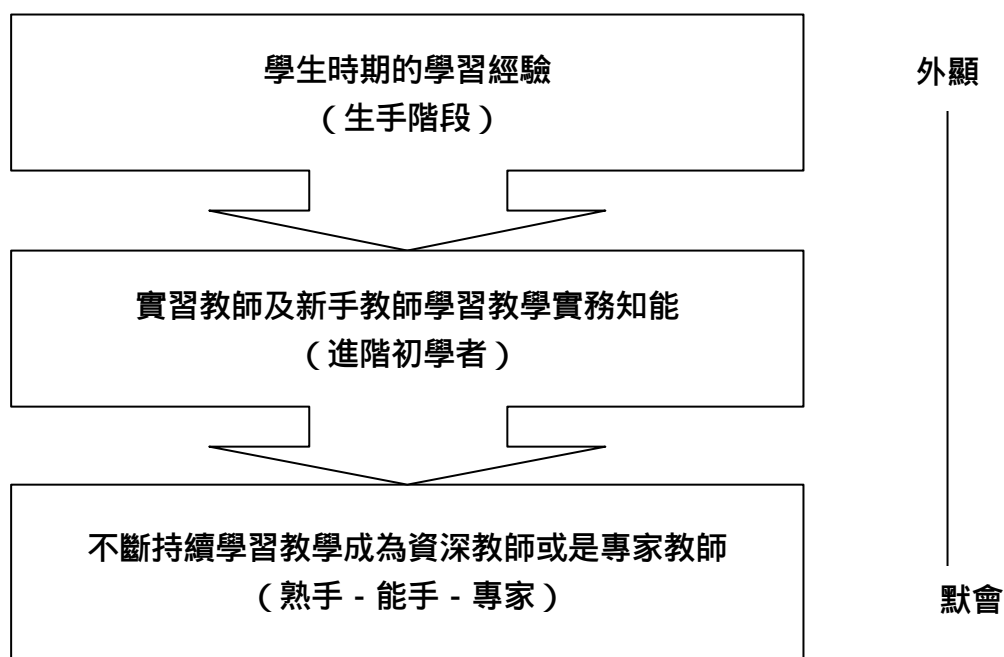 學生時期的學習經驗
（生手階段）
外顯
實習教師及新手教師學習教學實務知能
（進階初學者）
不斷持續學習教學成為資深教師或是專家教師
（熟手 - 能手 - 專家）
默會